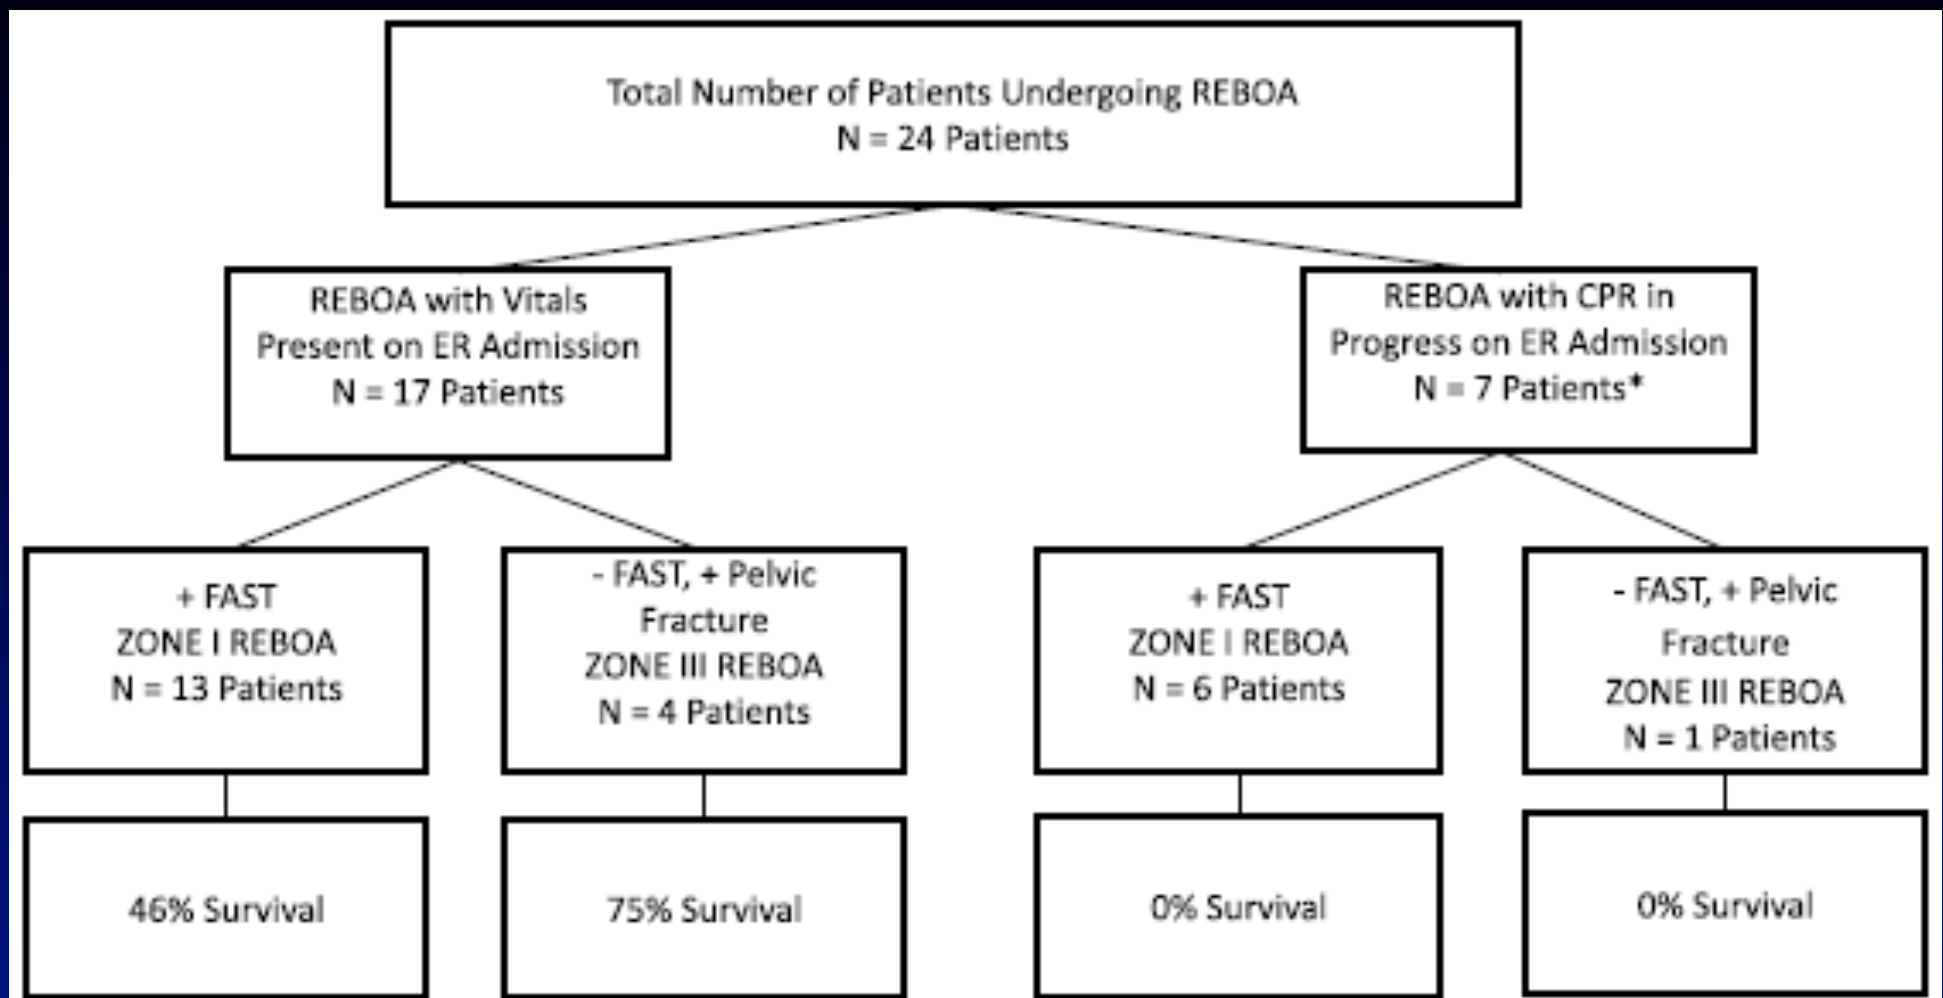 Total Number of Patients Undergoing REBOA
N = 24 Patients
REBOA with Vitals
Present on ER Admission
N = 17 Patients
REBOA with CPR in
Progress on ER Admission
N = 7 Patients*
+ FAST
ZONE I REBOA
N = 13 Patients
- FAST, + Pelvic
Fracture
ZONE III REBOA
N = 4 Patients
+ FAST
ZONE I REBOA
N = 6 Patients
- FAST, + Pelvic
Fracture
ZONE III REBOA
N = 1 Patients
46% Survival
75% Survival
0% Survival
0% Survival